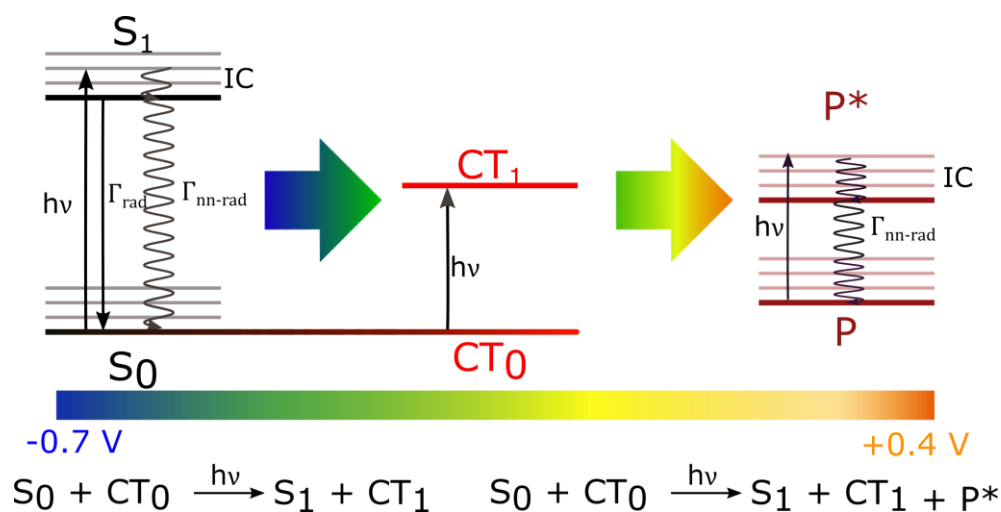 S₁
IC
hν
Γrad
Γnn-rad
S₀
CT₁
hν
CT₀
P*
IC
hν
Γnn-rad
P
-0.7 V
+0.4 V
S₀ + CT₀ —hν→ S₁ + CT₁
S₀ + CT₀ —hν→ S₁ + CT₁ + P*